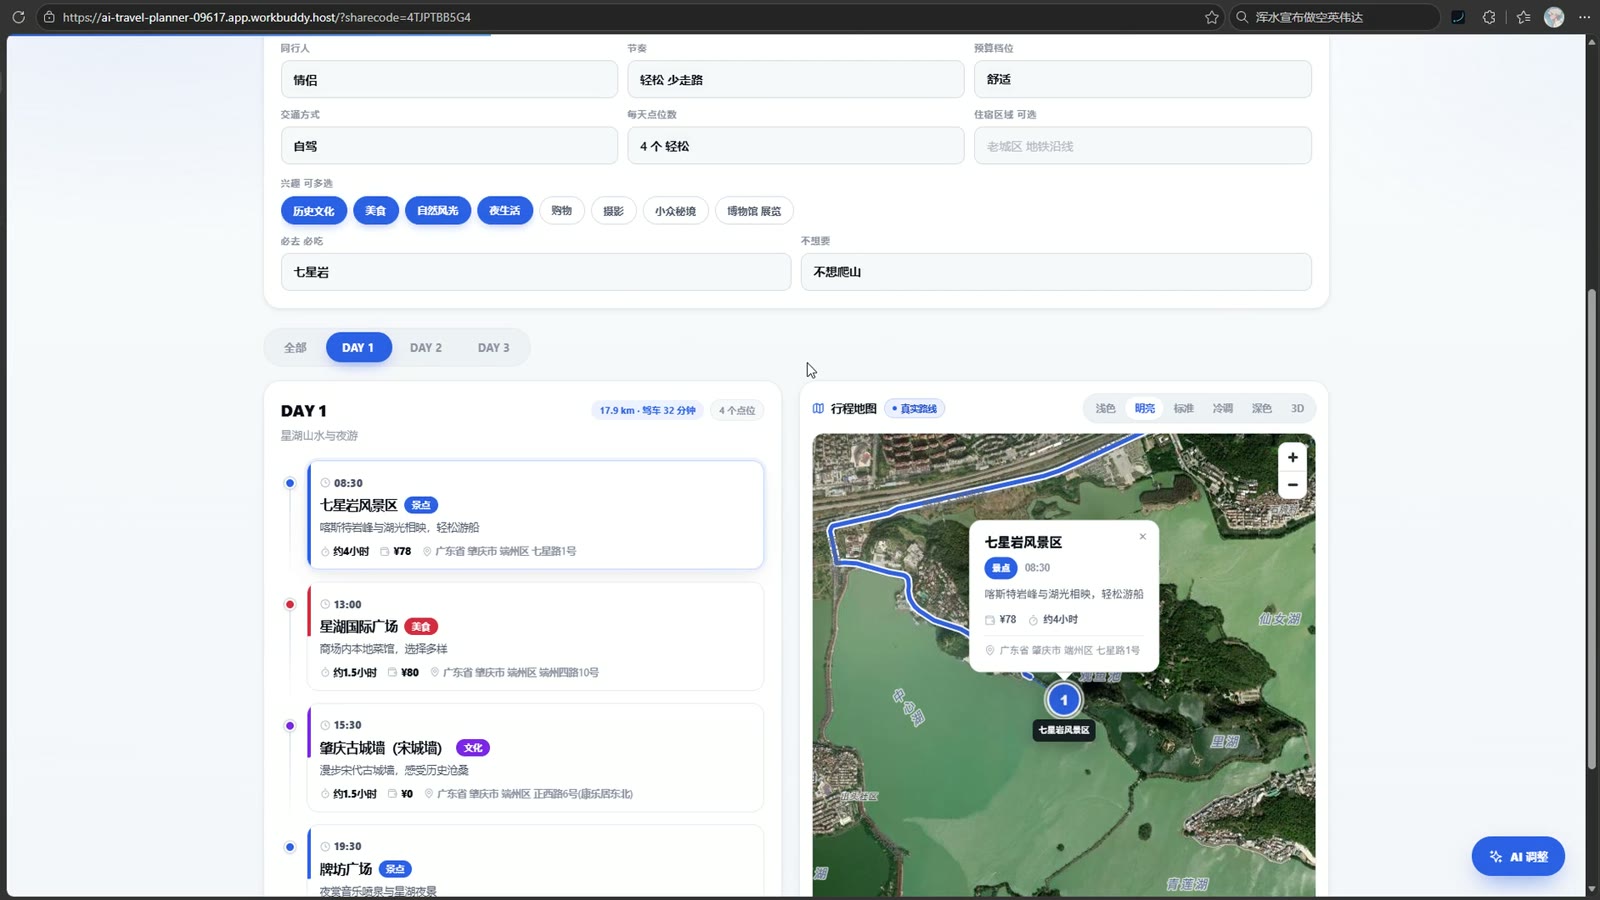 https://ai-travel-planner-09617.app.workbuddy.host/?sharecode=4TJPTBB5G4
浑水宣布做空英伟达
同行人
节奏
预算档位
情侣
轻松 少走路
舒适
交通方式
每天点位数
住宿区域 可选
自驾
4 个 轻松
老城区 地铁沿线
兴趣 可多选
历史文化
美食
自然风光
夜生活
购物
摄影
小众秘境
博物馆 展览
必去 必吃
不想要
七星岩
不想爬山
全部
DAY 1
DAY 2
DAY 3
DAY 1
17.9 km · 驾车 32 分钟
4 个点位
星湖山水与夜游
08:30
七星岩风景区 景点
喀斯特岩峰与湖光相映，轻松游船
约4小时 ¥78 广东省 肇庆市 端州区 七星路1号
13:00
星湖国际广场 美食
商场内本地菜馆，选择多样
约1.5小时 ¥80 广东省 肇庆市 端州区 端州四路10号
15:30
肇庆古城墙（宋城墙） 文化
漫步宋代古城墙，感受历史沧桑
约1.5小时 ¥0 广东省 肇庆市 端州区 正西路6号(康乐居东北)
19:30
牌坊广场 景点
夜赏音乐喷泉与星湖夜景
行程地图
真实路线
浅色
明亮
标准
冷调
深色
3D
+
−
七星岩风景区
×
景点 08:30
喀斯特岩峰与湖光相映，轻松游船
¥78 约4小时
广东省 肇庆市 端州区 七星路1号
仙女湖
中心湖
1
七星岩风景区
里湖
青莲湖
湖
AI 调整